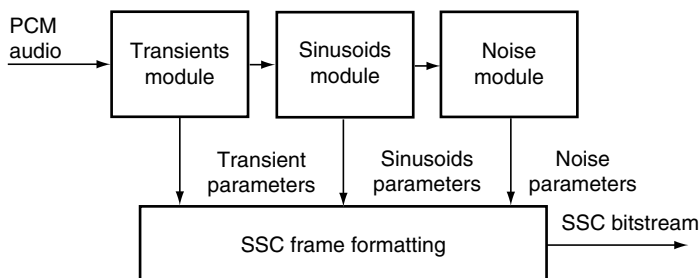 PCM
audio
Transients
module
Sinusoids
module
Noise
module
Transient
parameters
Sinusoids
parameters
Noise
parameters
SSC frame formatting
SSC bitstream